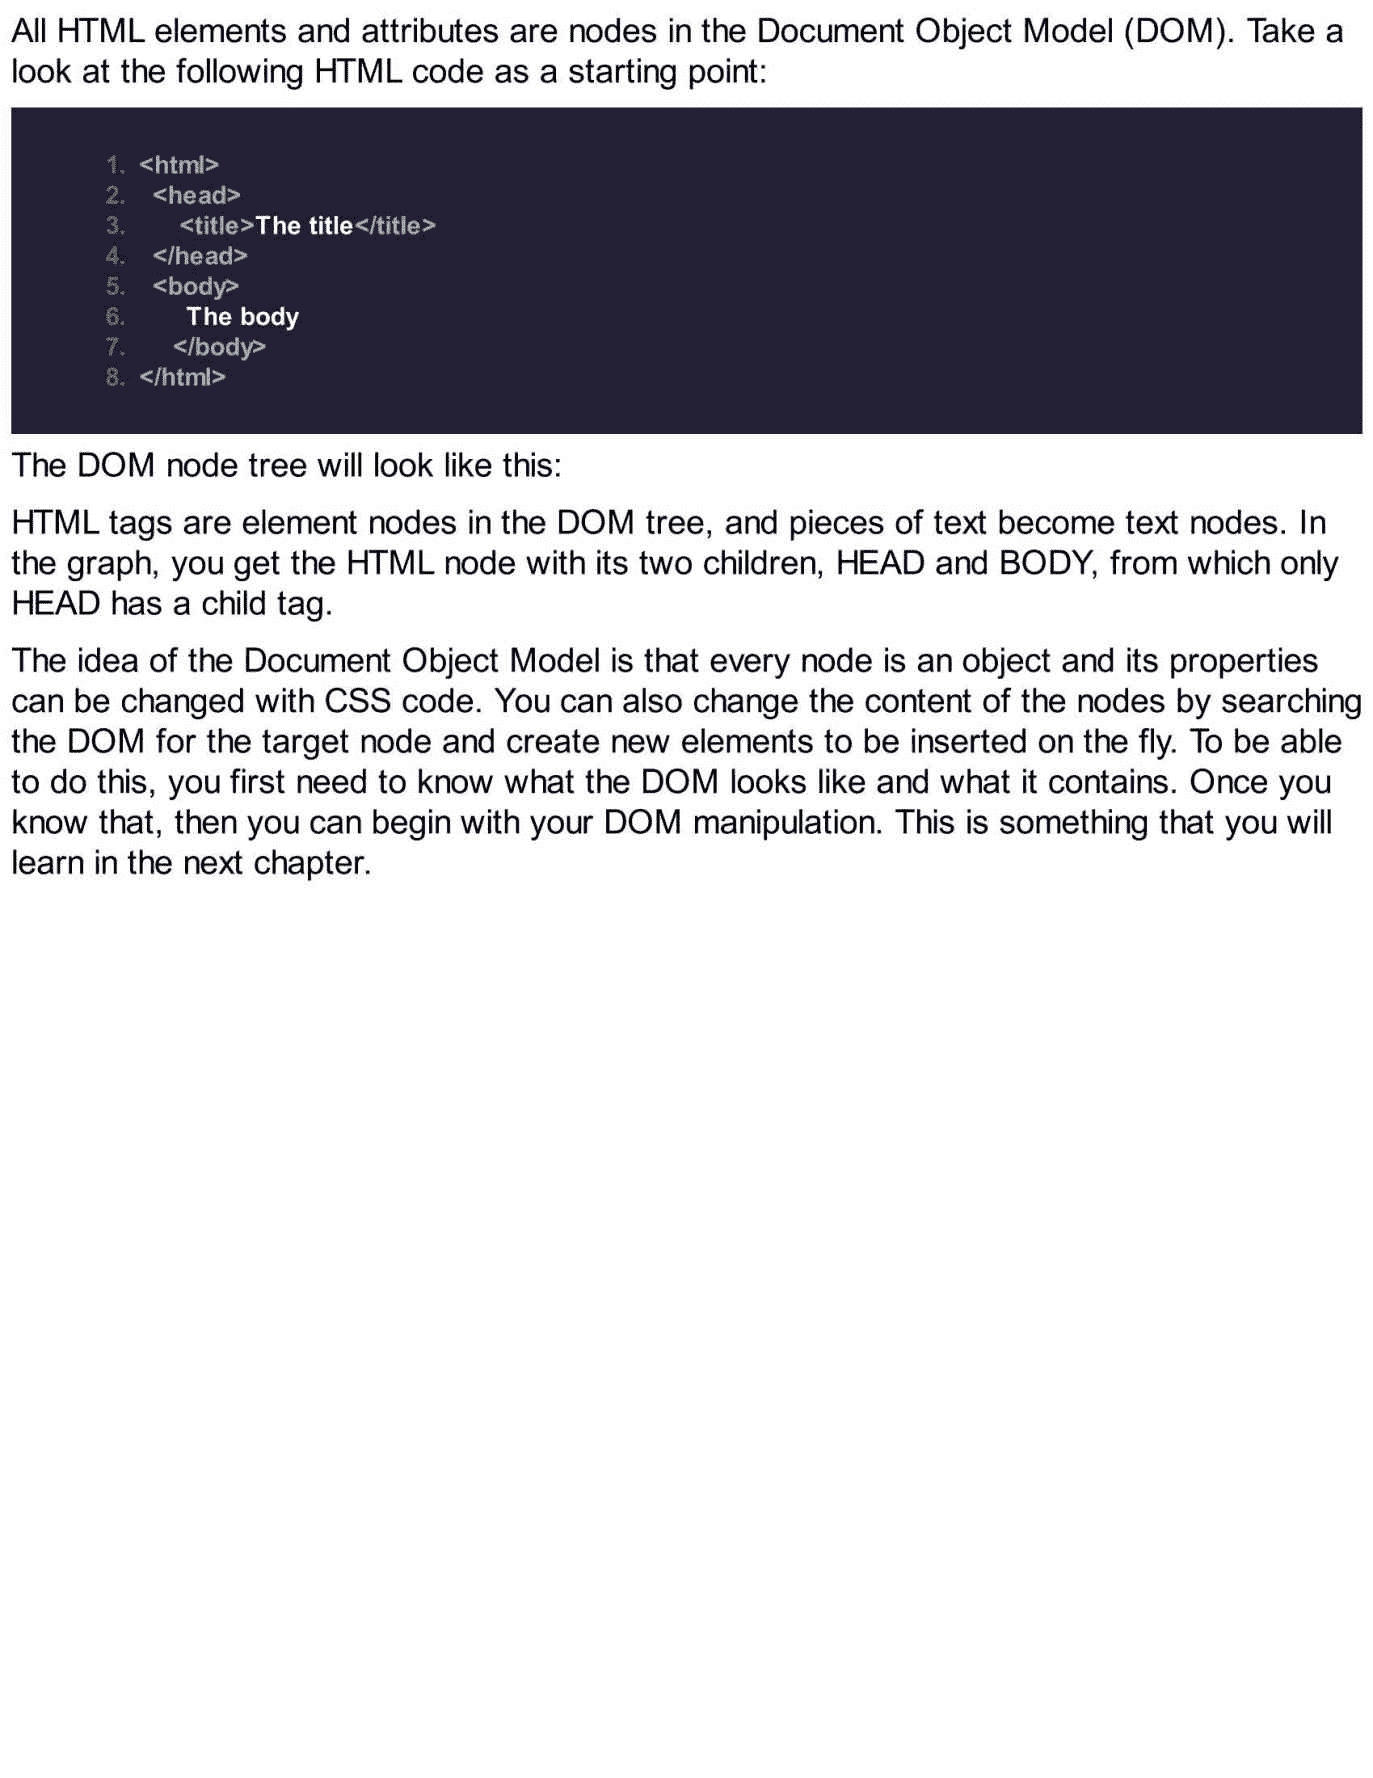 All HTML elements and attributes are nodes in the Document Object Model (DOM). Take a
look at the following HTML code as a starting point:
1. <html>
2. <head>
3. <title>The title</title>
4. </head>
5. <body>
6. The body
7. </body>
8. </html>
The DOM node tree will look like this:
HTML tags are element nodes in the DOM tree, and pieces of text become text nodes. In
the graph, you get the HTML node with its two children, HEAD and BODY, from which only
HEAD has a child tag.
The idea of the Document Object Model is that every node is an object and its properties
can be changed with CSS code. You can also change the content of the nodes by searching
the DOM for the target node and create new elements to be inserted on the fly. To be able
to do this, you first need to know what the DOM looks like and what it contains. Once you
know that, then you can begin with your DOM manipulation. This is something that you will
learn in the next chapter.